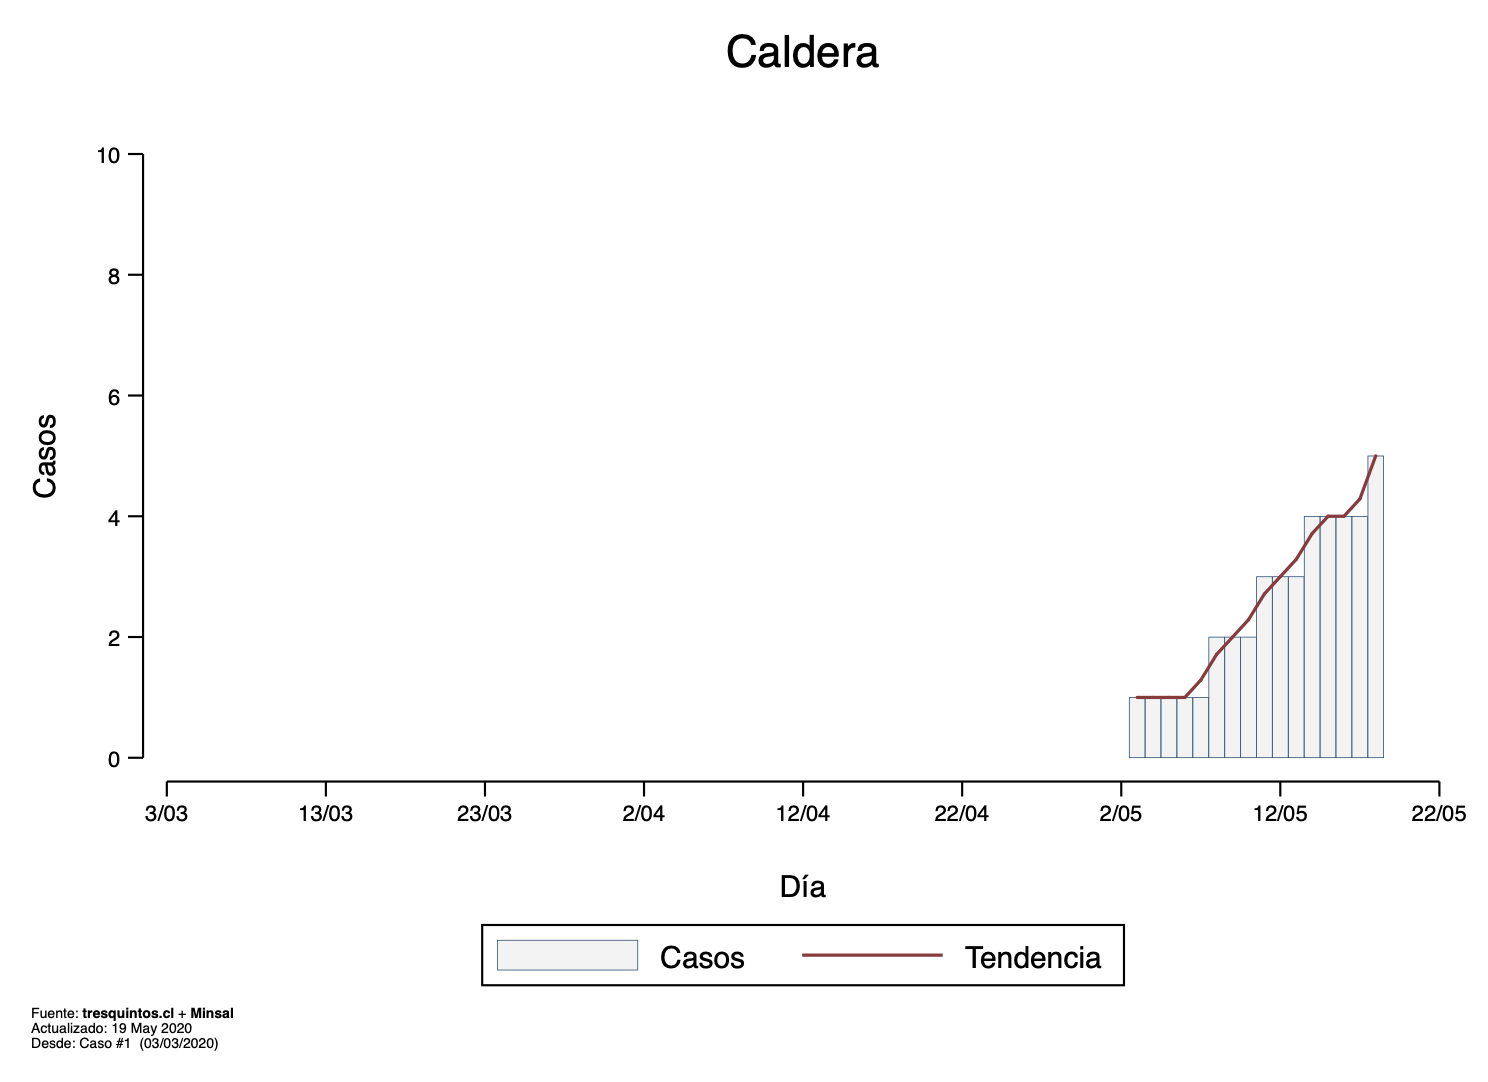 Caldera
Casos
10
8
6
4
2
0
3/03 13/03 23/03 2/04 12/04 22/04 2/05 12/05 22/05
Día
Casos Tendencia
Fuente: tresquintos.cl + Minsal
Actualizado: 19 May 2020
Desde: Caso #1 (03/03/2020)